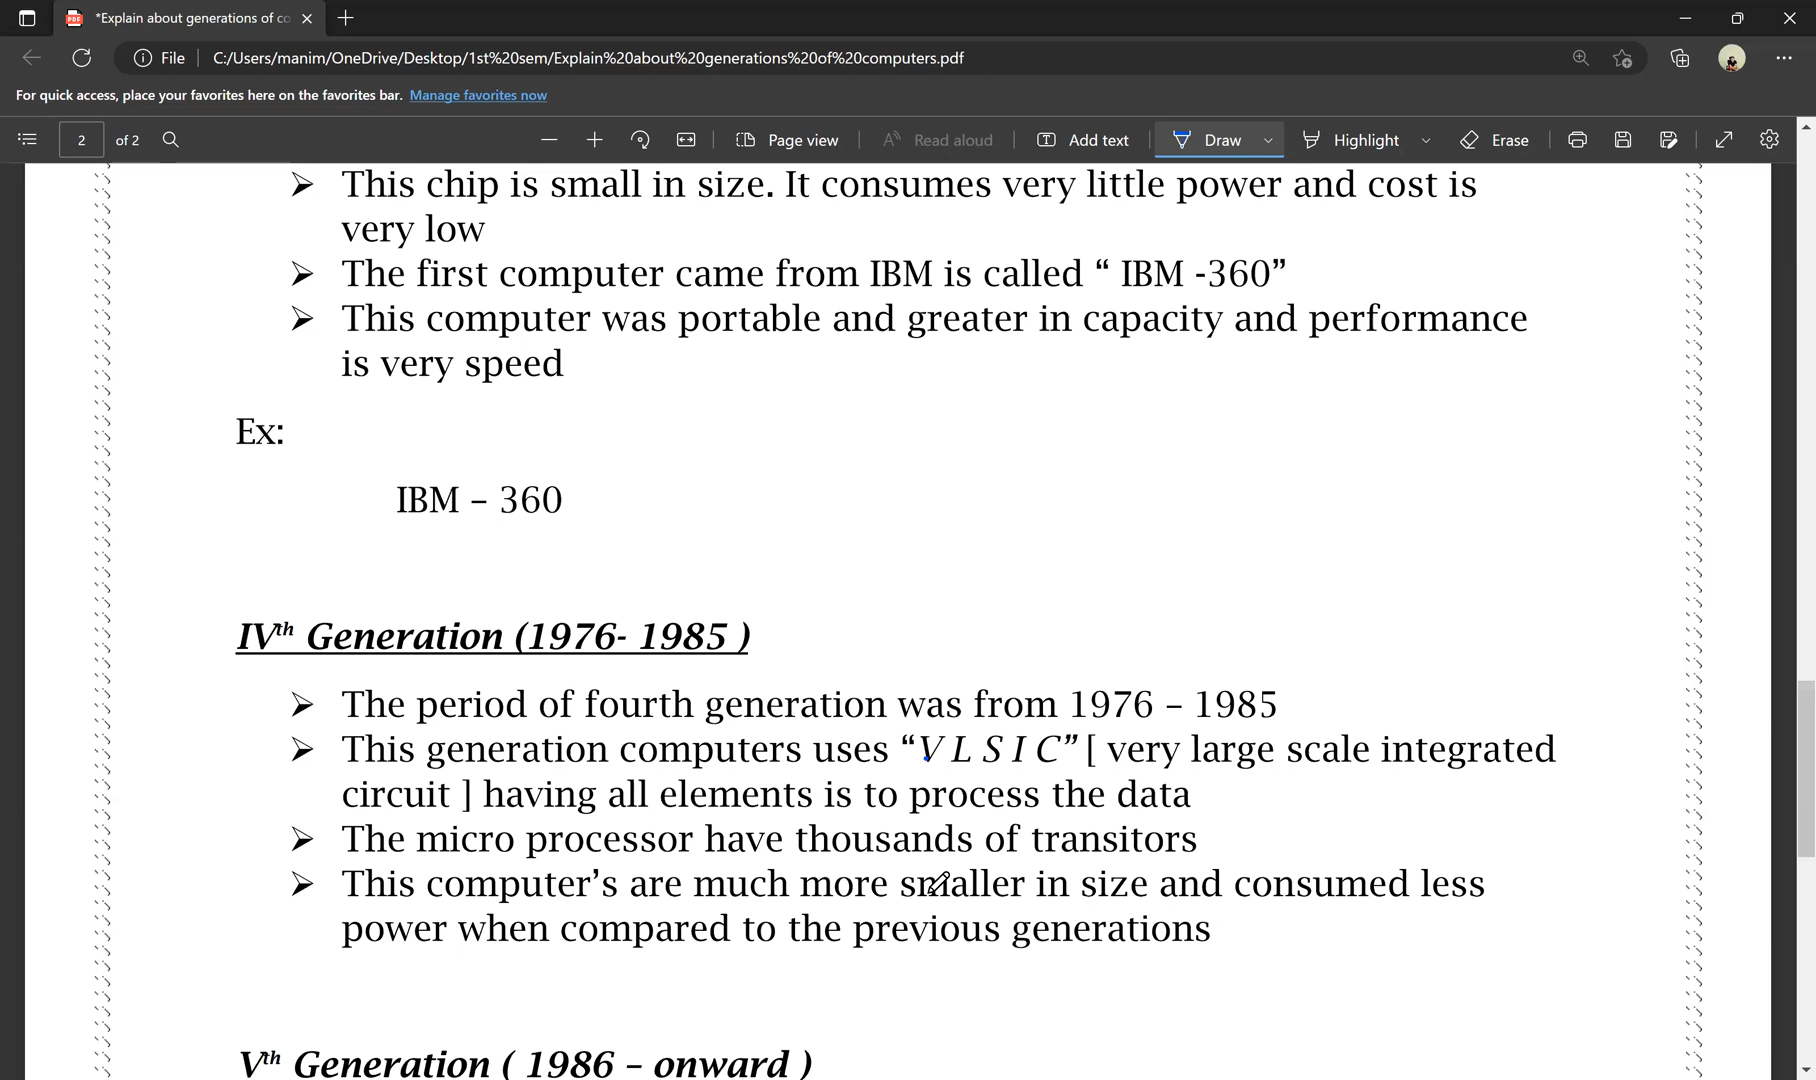 *Explain about generations of co
File
C:/Users/manim/OneDrive/Desktop/1st%20sem/Explain%20about%20generations%20of%20computers.pdf
For quick access, place your favorites here on the favorites bar. Manage favorites now
2 of 2 Page view Read aloud Add text Draw Highlight Erase
➢ This chip is small in size. It consumes very little power and cost is
very low
➢ The first computer came from IBM is called “ IBM -360”
➢ This computer was portable and greater in capacity and performance
is very speed
Ex:
IBM – 360
IVth Generation (1976- 1985 )
➢ The period of fourth generation was from 1976 – 1985
➢ This generation computers uses “V L S I C” [ very large scale integrated
circuit ] having all elements is to process the data
➢ The micro processor have thousands of transitors
➢ This computer’s are much more smaller in size and consumed less
power when compared to the previous generations
Vth Generation ( 1986 – onward )